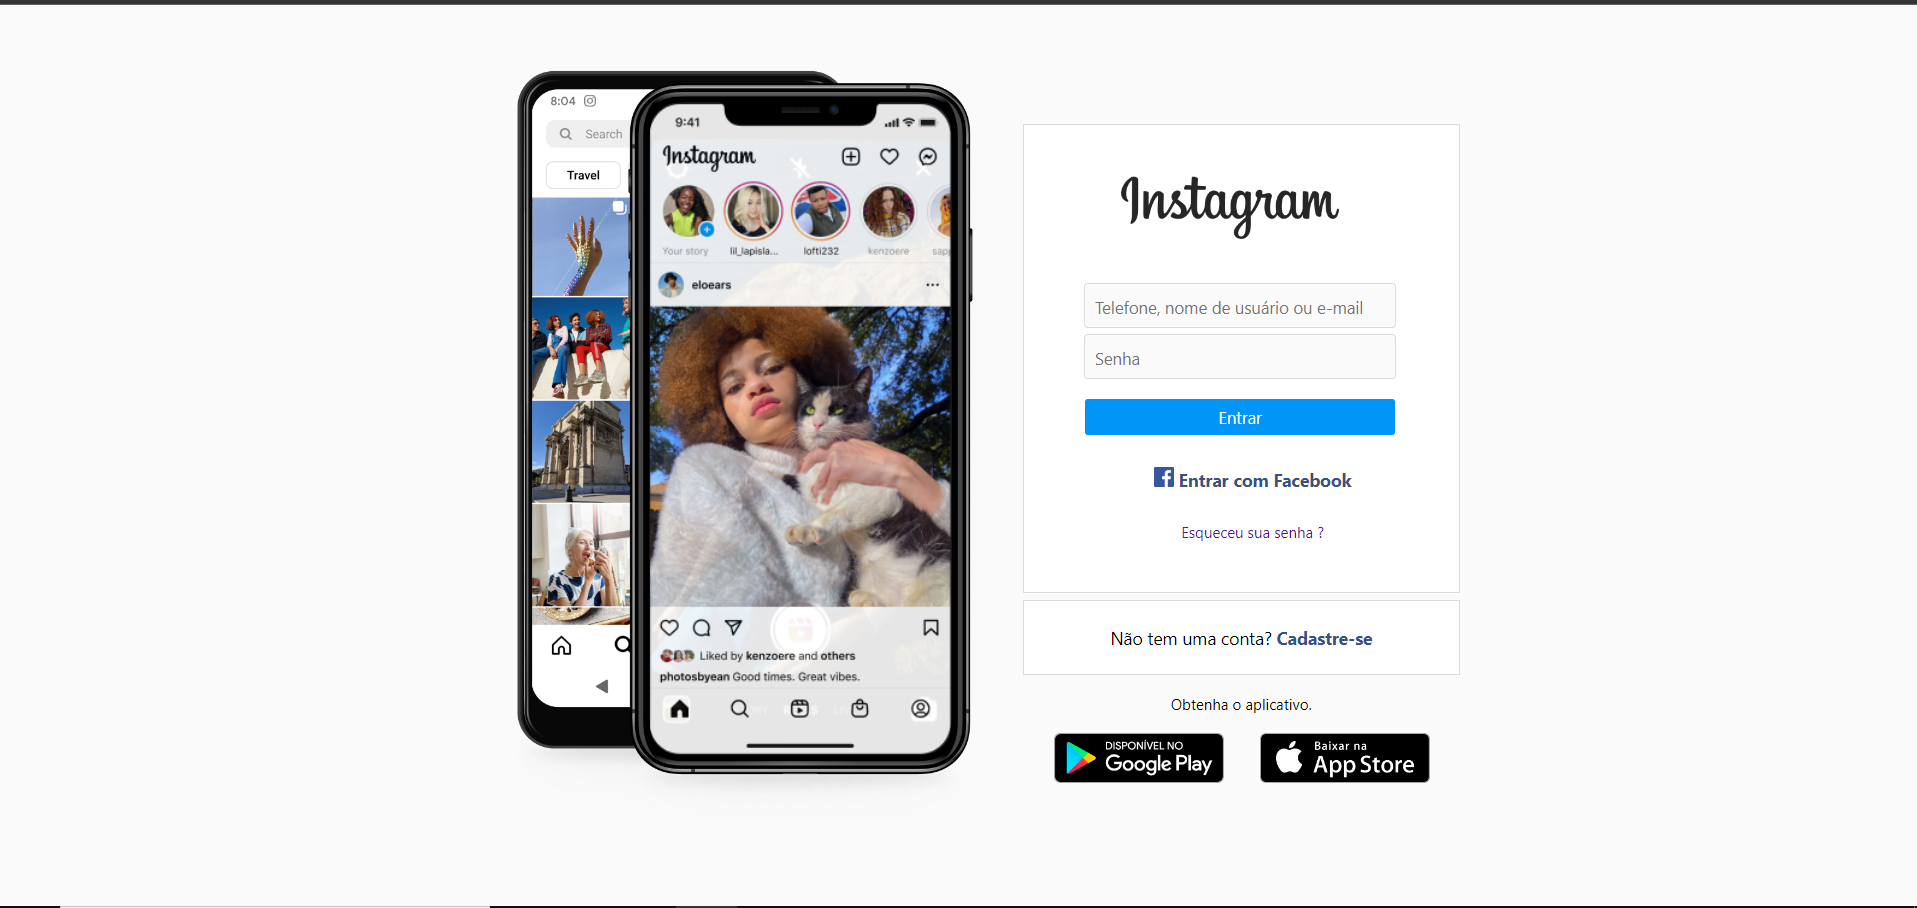 8:04
Search
Travel
9:41
Instagram
Your story
lil_lapisla...
lofti232
kenzoere
sapp
eloears
Liked by kenzoere and others
photosbyean Good times. Great vibes.
Instagram
Telefone, nome de usuário ou e-mail
Senha
Entrar
Entrar com Facebook
Esqueceu sua senha ?
Não tem uma conta? Cadastre-se
Obtenha o aplicativo.
DISPONÍVEL NO
Google Play
Baixar na
App Store